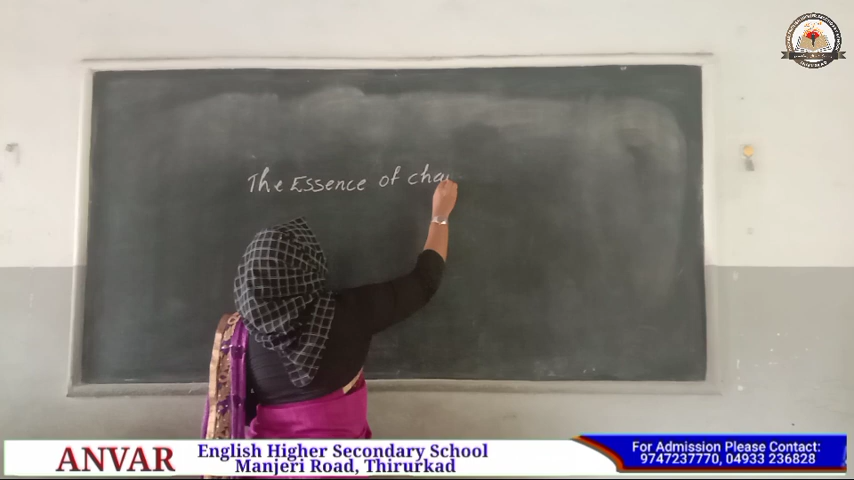 The Essence of cha
ANVAR
English Higher Secondary School
Manjeri Road, Thirurkad
For Admission Please Contact:
9747237770, 04933 236828